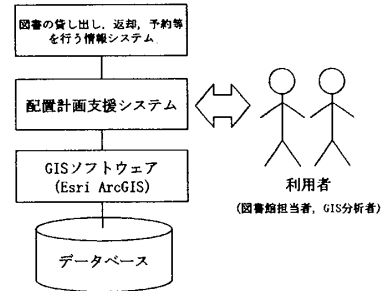 図書の貸し出し，返却，予約等
を行う情報システム
配置計画支援システム
GISソフトウェア
(Esri ArcGIS)
データベース
利用者
(図書館担当者，GIS分析者)